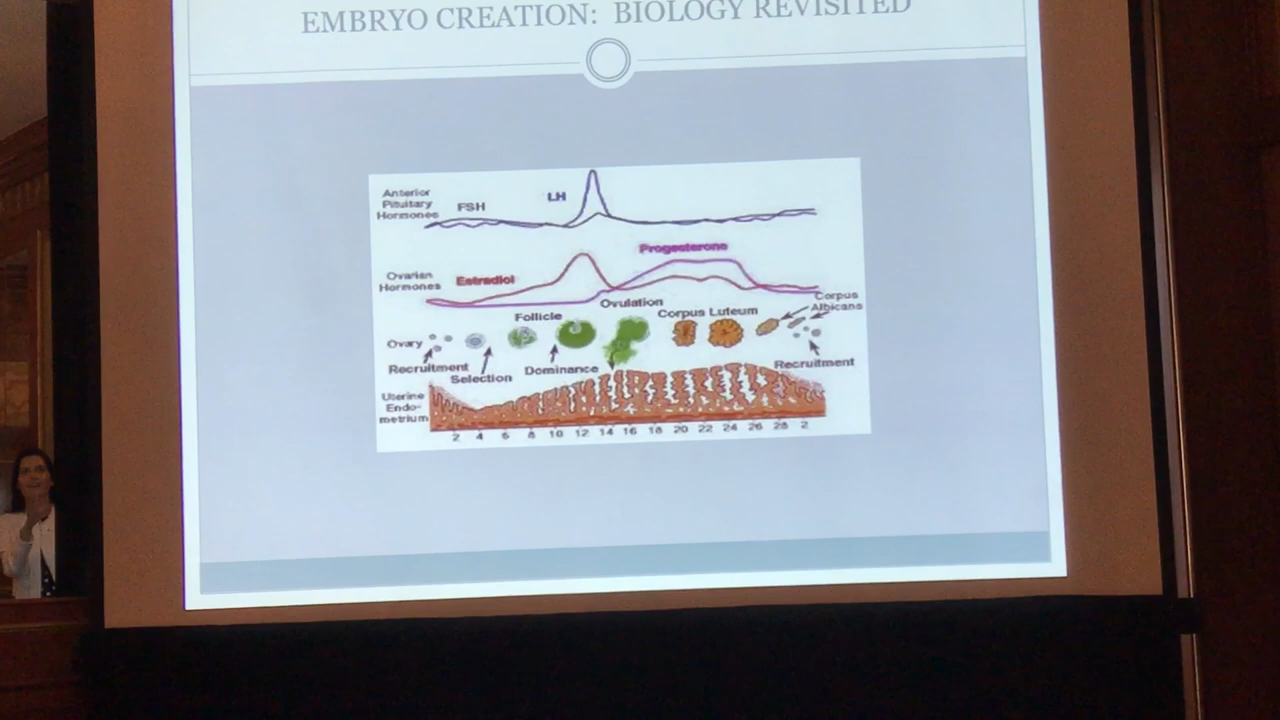 EMBRYO CREATION: BIOLOGY REVISITED
Anterior
Pituitary
Hormones
FSH
LH
Ovarian
Hormones
Estradiol
Progesterone
Ovulation
Corpus
Albicans
Follicle
Corpus Luteum
Ovary
Recruitment
Selection
Dominance
Recruitment
Uterine
Endo-
metrium
2 4 6 8 10 12 14 16 18 20 22 24 26 28 2